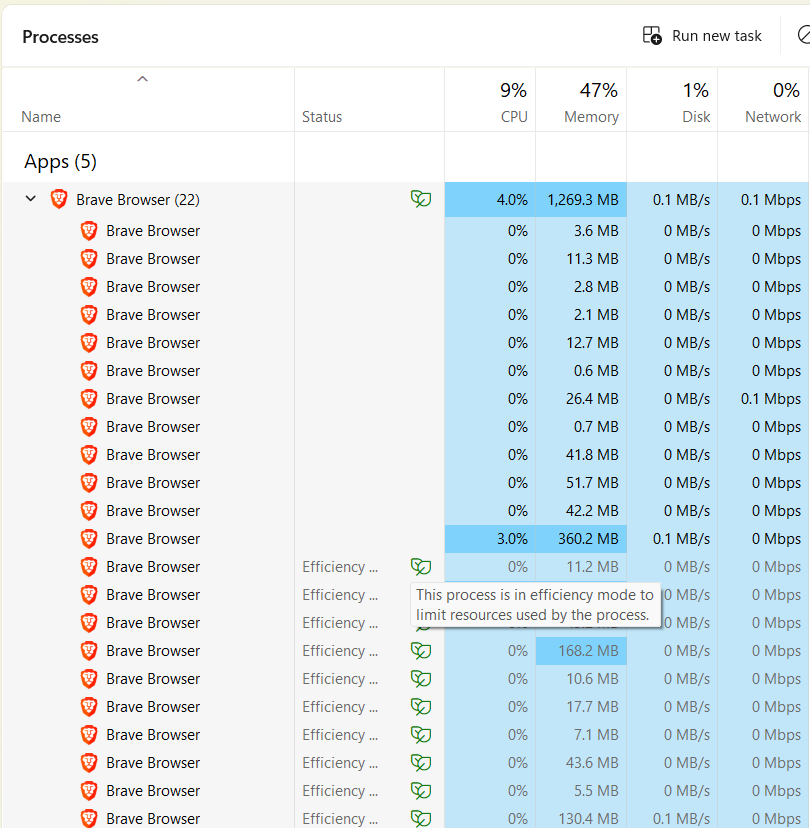 Processes Run new task
9% 47% 1% 0%
Name Status CPU Memory Disk Network
Apps (5)
Brave Browser (22) 4.0% 1,269.3 MB 0.1 MB/s 0.1 Mbps
Brave Browser 0% 3.6 MB 0 MB/s 0 Mbps
Brave Browser 0% 11.3 MB 0 MB/s 0 Mbps
Brave Browser 0% 2.8 MB 0 MB/s 0 Mbps
Brave Browser 0% 2.1 MB 0 MB/s 0 Mbps
Brave Browser 0% 12.7 MB 0 MB/s 0 Mbps
Brave Browser 0% 0.6 MB 0 MB/s 0 Mbps
Brave Browser 0% 26.4 MB 0 MB/s 0.1 Mbps
Brave Browser 0% 0.7 MB 0 MB/s 0 Mbps
Brave Browser 0% 41.8 MB 0 MB/s 0 Mbps
Brave Browser 0% 51.7 MB 0 MB/s 0 Mbps
Brave Browser 0% 42.2 MB 0 MB/s 0 Mbps
Brave Browser 3.0% 360.2 MB 0.1 MB/s 0 Mbps
Brave Browser Efficiency ... 0% 11.2 MB 0 MB/s 0 Mbps
Brave Browser Efficiency ... This process is in efficiency mode to 0 MB/s 0 Mbps
limit resources used by the process.
Brave Browser Efficiency ... 0 MB/s 0 Mbps
Brave Browser Efficiency ... 0% 168.2 MB 0 MB/s 0 Mbps
Brave Browser Efficiency ... 0% 10.6 MB 0 MB/s 0 Mbps
Brave Browser Efficiency ... 0% 17.7 MB 0 MB/s 0 Mbps
Brave Browser Efficiency ... 0% 7.1 MB 0 MB/s 0 Mbps
Brave Browser Efficiency ... 0% 43.6 MB 0 MB/s 0 Mbps
Brave Browser Efficiency ... 0% 5.5 MB 0 MB/s 0 Mbps
Brave Browser Efficiency ... 0% 130.4 MB 0.1 MB/s 0 Mbps